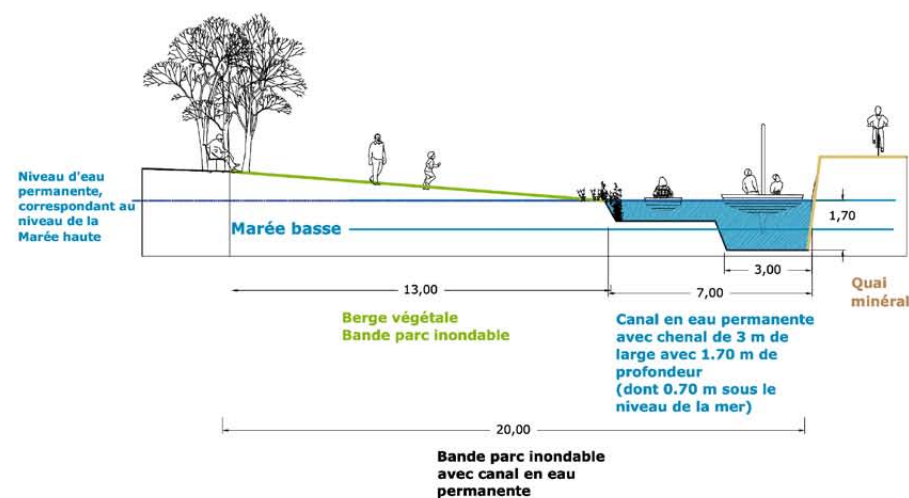 Niveau d'eau
permanente,
correspondant au
niveau de la
Marée haute
Marée basse
1,70
3,00
13,00
7,00
Quai
minéral
Berge végétale
Bande parc inondable
Canal en eau permanente
avec chenal de 3 m de
large avec 1.70 m de
profondeur
(dont 0.70 m sous le
niveau de la mer)
20,00
Bande parc inondable
avec canal en eau
permanente